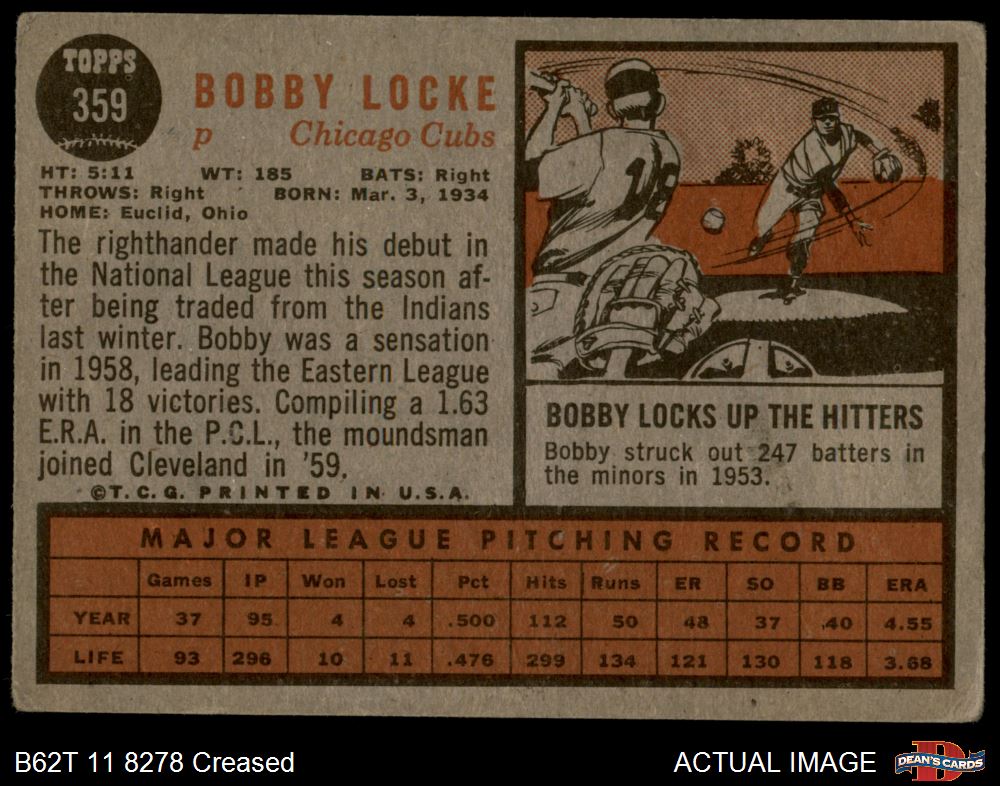 TOPPS
359
BOBBY LOCKE
p Chicago Cubs
HT: 5:11 WT: 185 BATS: Right
THROWS: Right BORN: Mar. 3, 1934
HOME: Euclid, Ohio
The righthander made his debut in
the National League this season af-
ter being traded from the Indians
last winter. Bobby was a sensation
in 1958, leading the Eastern League
with 18 victories. Compiling a 1.63
E.R.A. in the P.C.L., the moundsman
joined Cleveland in '59.
©T.C.G. PRINTED IN U.S.A.
18
BOBBY LOCKS UP THE HITTERS
Bobby struck out 247 batters in
the minors in 1953.
MAJOR LEAGUE PITCHING RECORD
Games IP Won Lost Pct Hits Runs ER SO BB ERA
YEAR 37 95 4 4 .500 112 50 48 37 40 4.55
LIFE 93 296 10 11 .476 299 134 121 130 118 3.68
B62T 11 8278 Creased
ACTUAL IMAGE
DEAN'S CARDS